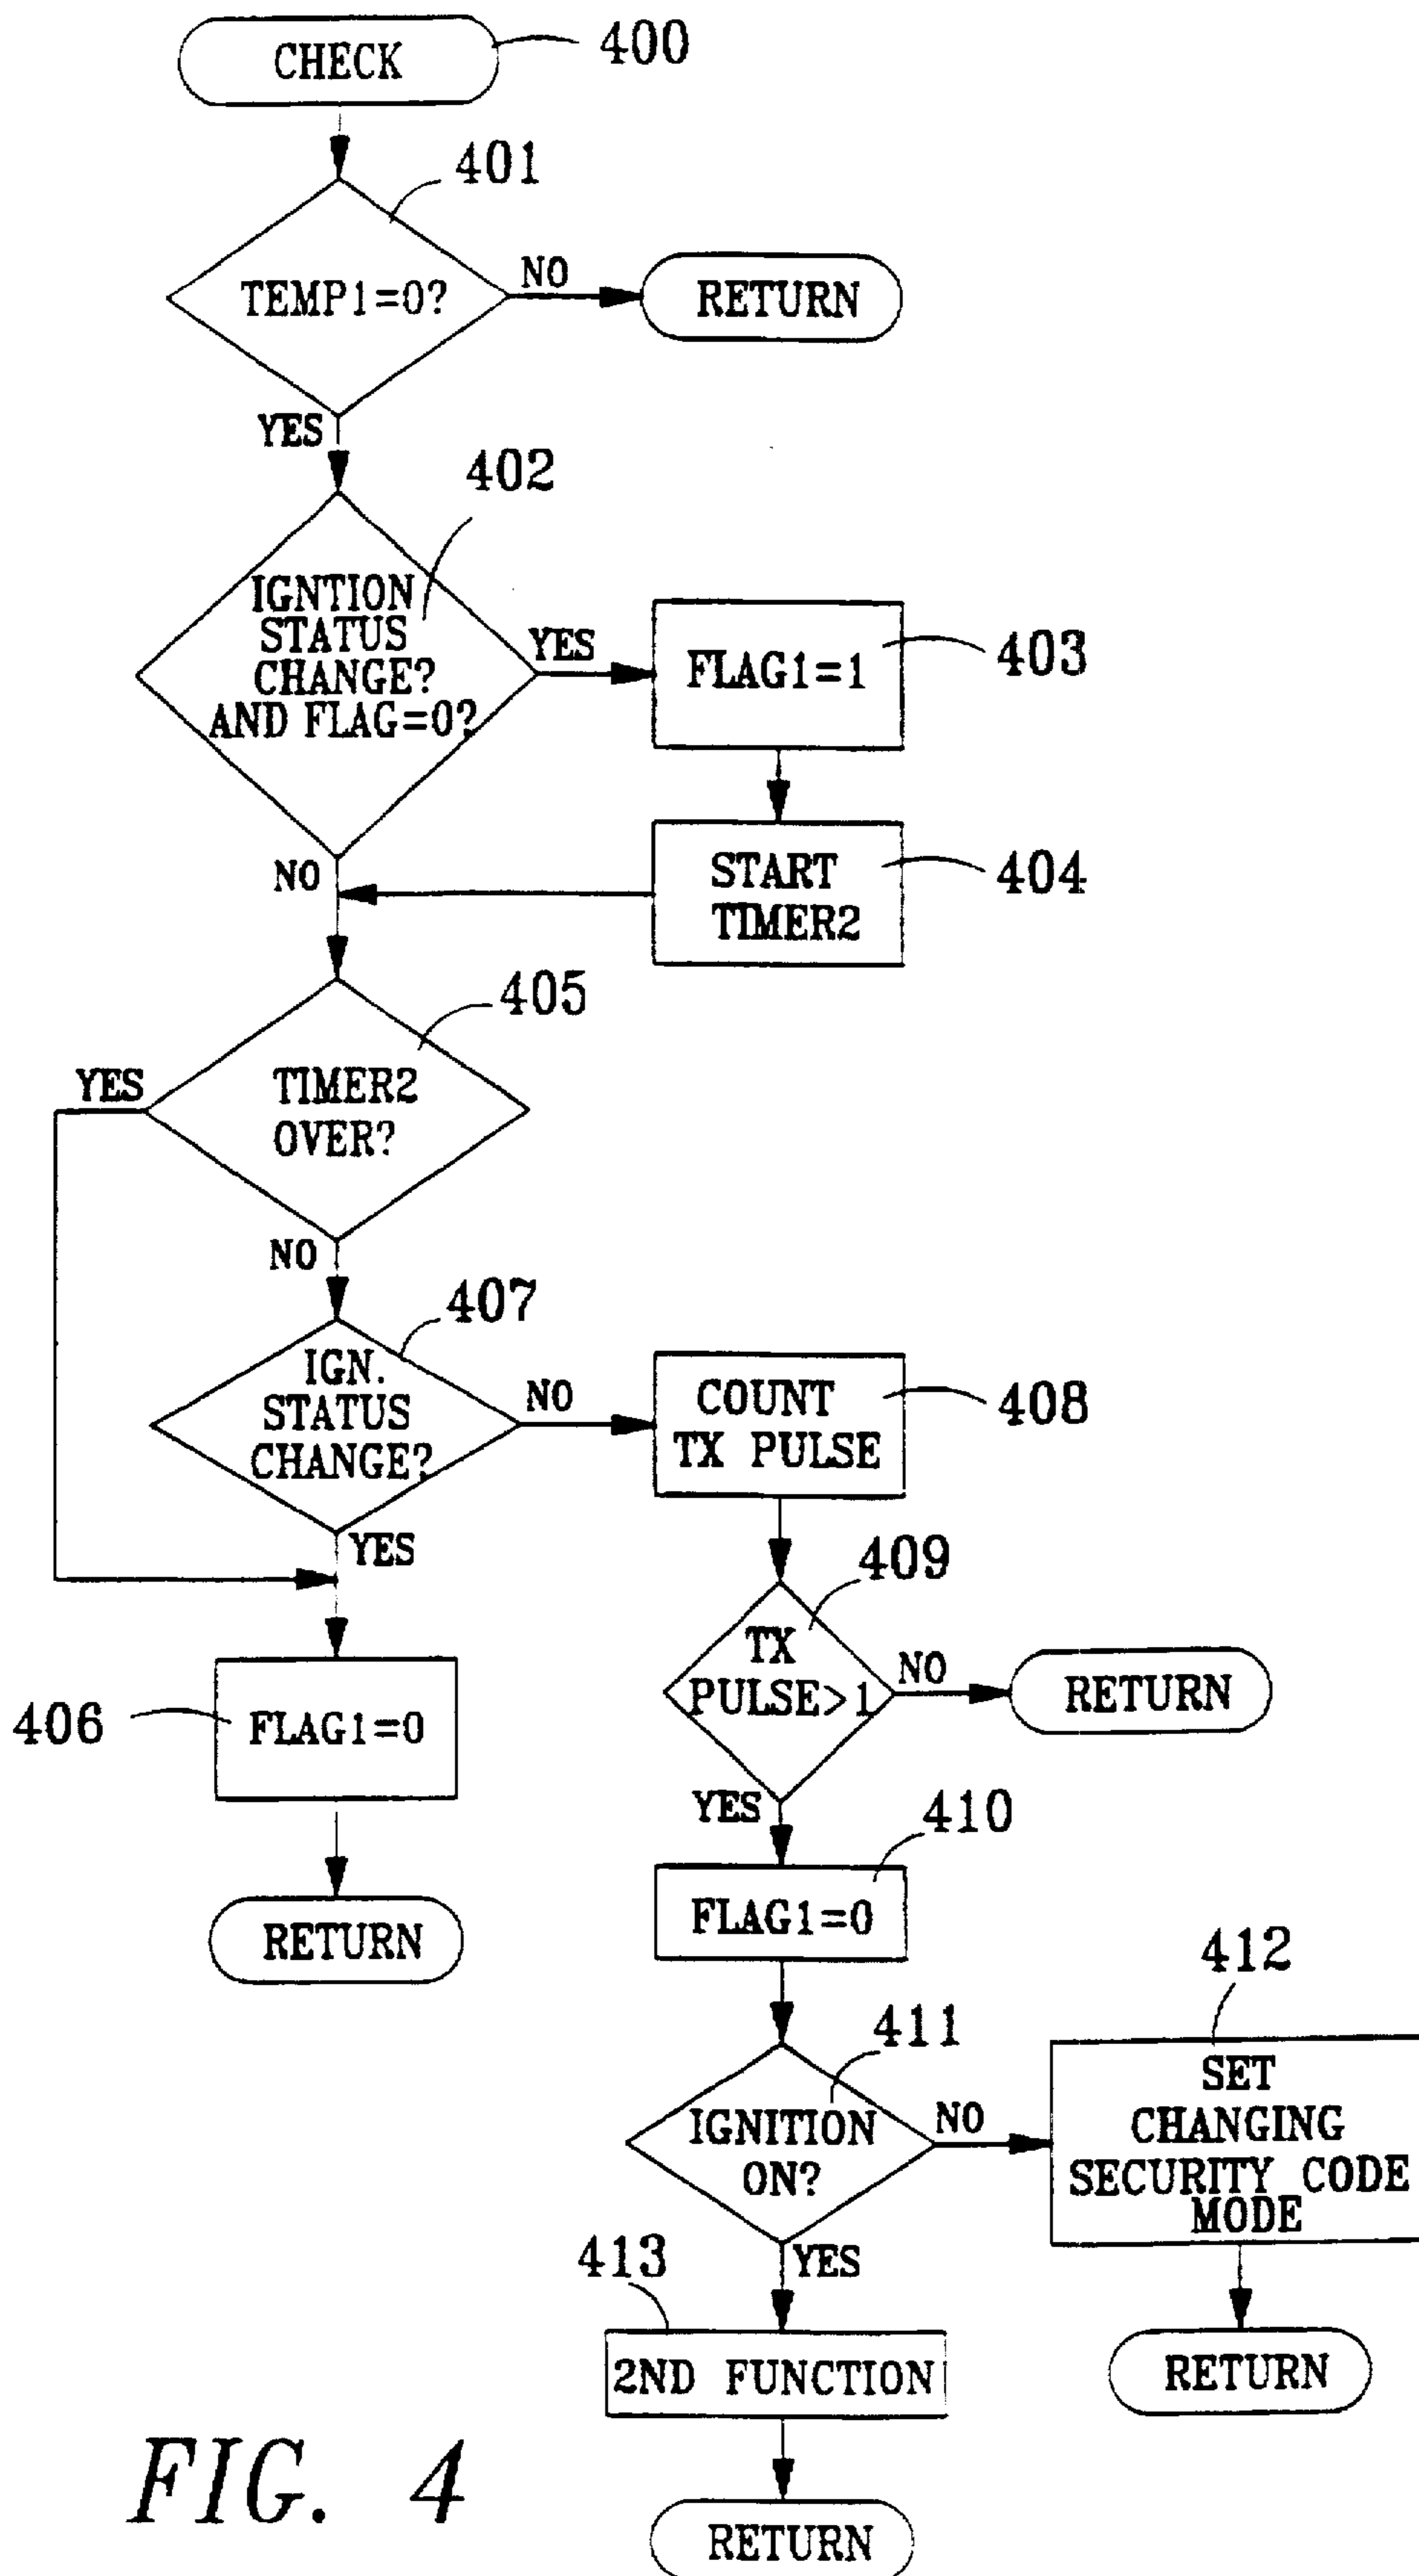 CHECK
400
401
TEMP1=0?
NO
RETURN
YES
402
IGNTION
STATUS
CHANGE?
AND FLAG=0?
YES
FLAG1=1
403
NO
START
TIMER2
404
405
YES
TIMER2
OVER?
NO
407
IGN.
STATUS
CHANGE?
NO
COUNT
TX PULSE
408
YES
409
TX
PULSE>1
NO
RETURN
406
FLAG1=0
YES
410
RETURN
FLAG1=0
412
411
IGNITION
ON?
NO
SET
CHANGING
SECURITY CODE
MODE
413
YES
2ND FUNCTION
RETURN
RETURN
FIG. 4